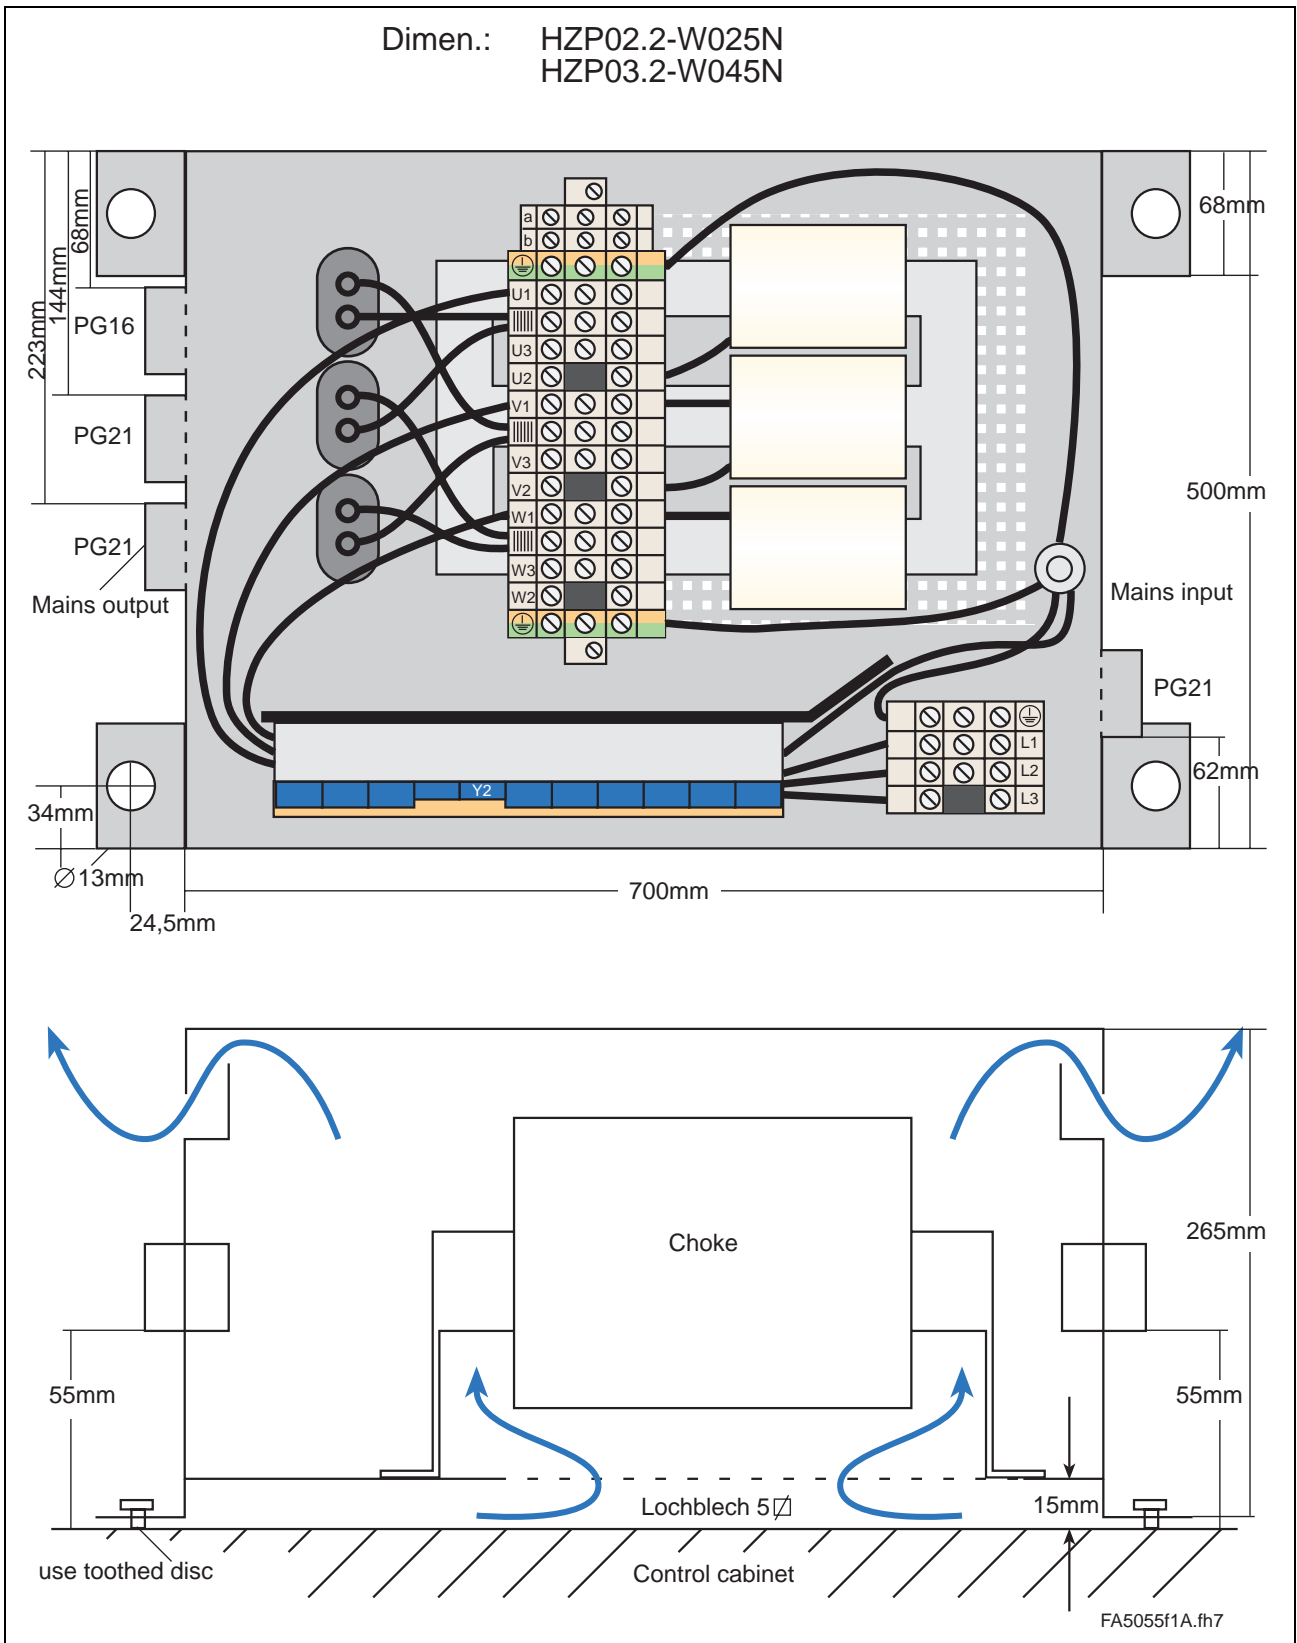 Dimen.: HZP02.2-W025N
HZP03.2-W045N
68mm
144mm
223mm
68mm
PG16
PG21
PG21
Mains output
a
b
U1
U3
U2
V1
V3
V2
W1
W3
W2
500mm
Mains input
PG21
L1
L2
L3
62mm
Y2
34mm
Ø 13mm
24,5mm
700mm
Choke
265mm
55mm
55mm
Lochblech 5
15mm
use toothed disc
Control cabinet
FA5055f1A.fh7